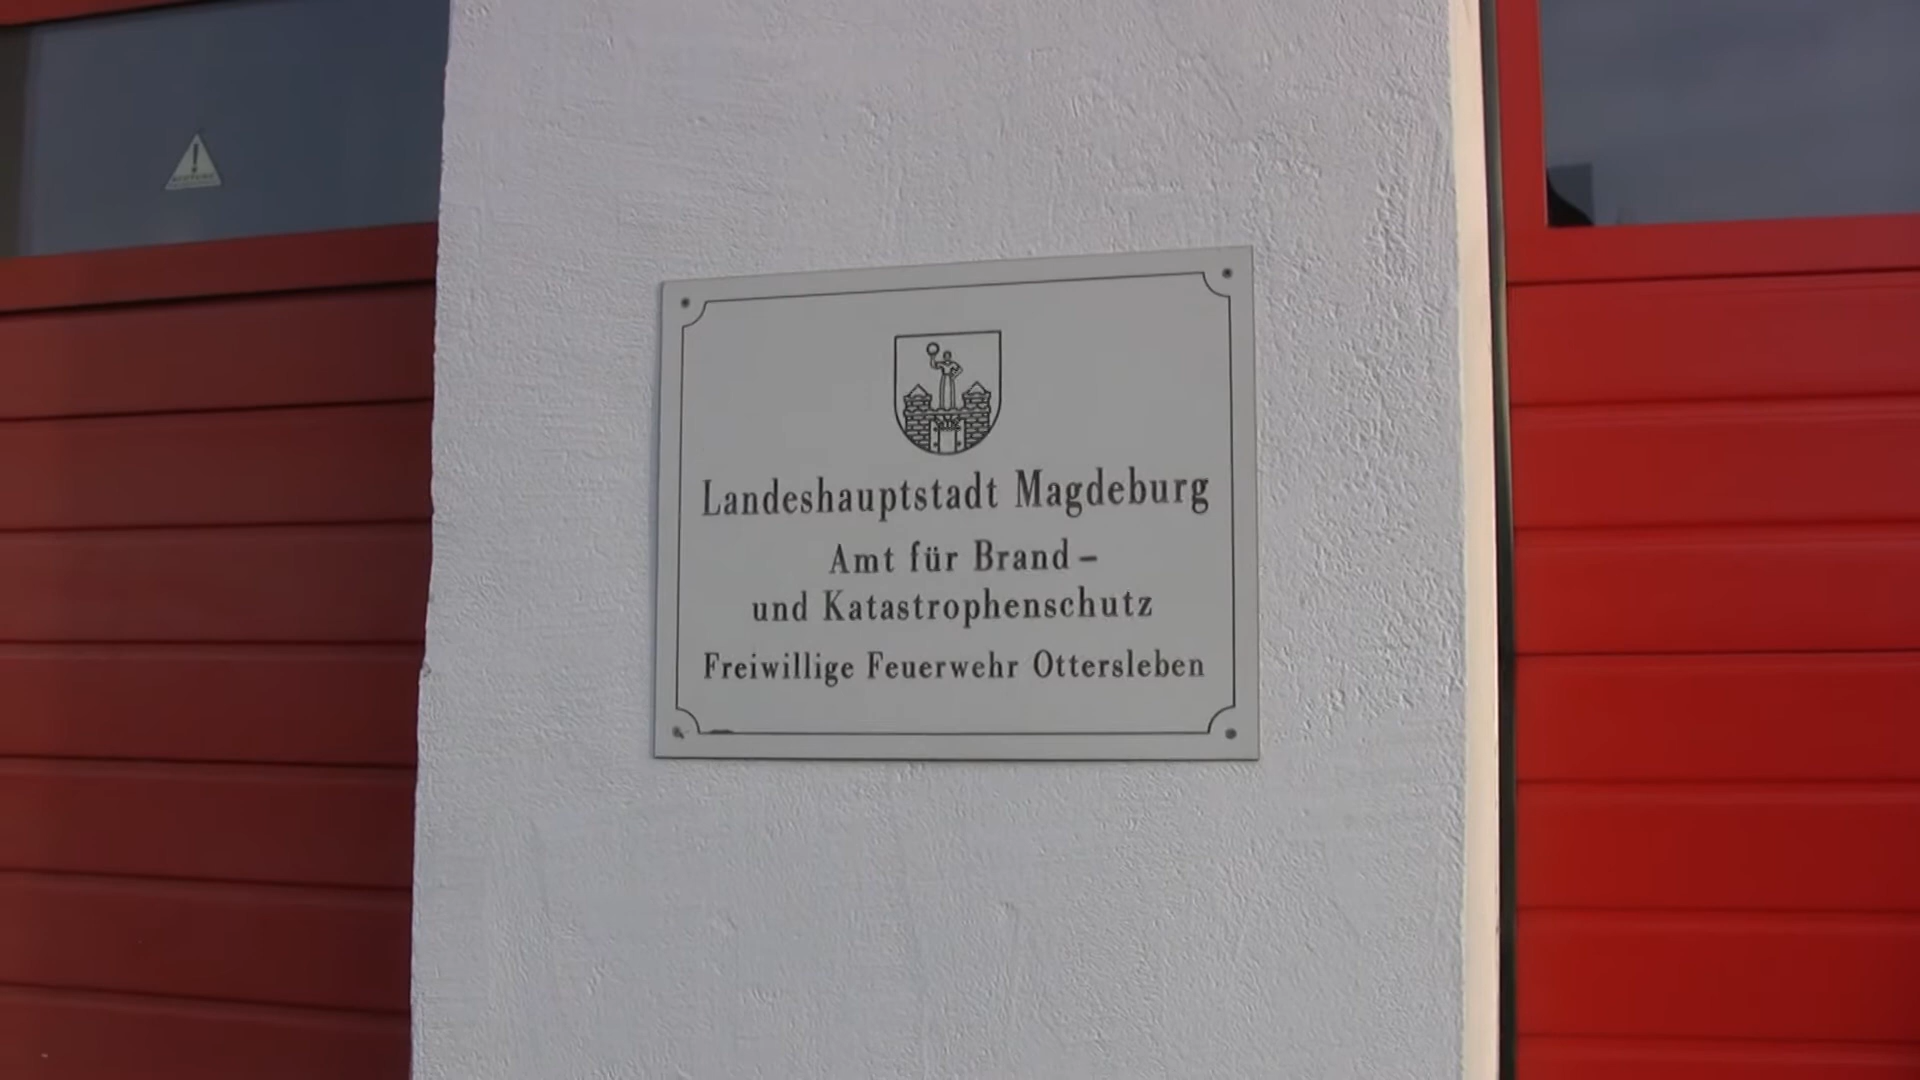 Landeshauptstadt Magdeburg
Amt für Brand -
und Katastrophenschutz
Freiwillige Feuerwehr Ottersleben